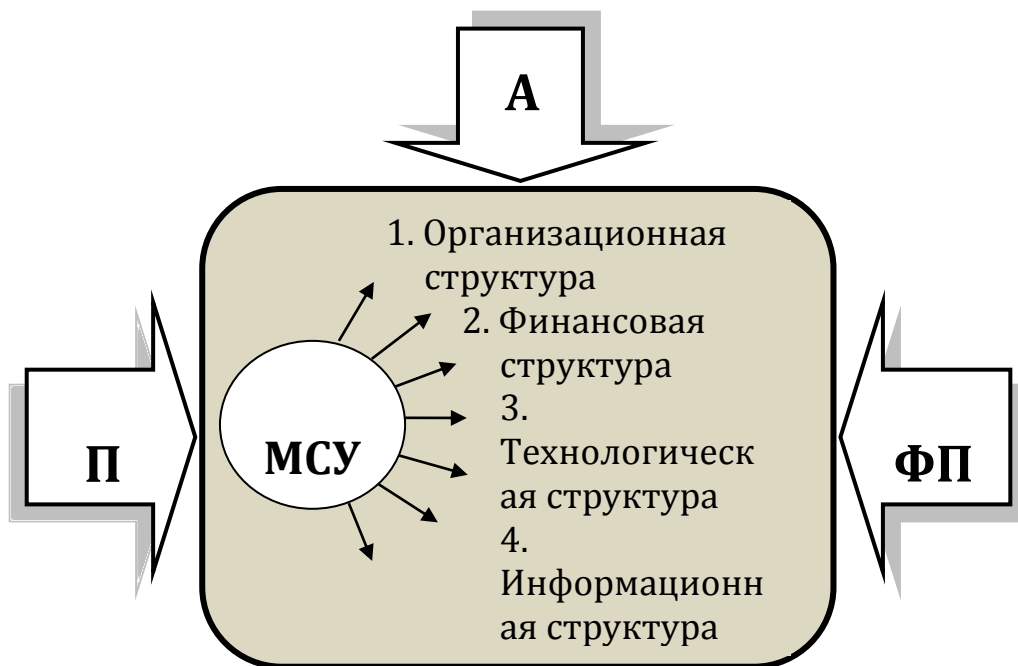 А
1. Организационная
структура
2. Финансовая
структура
3.
Технологическ
ая структура
4.
Информационн
ая структура
МСУ
П
ФП